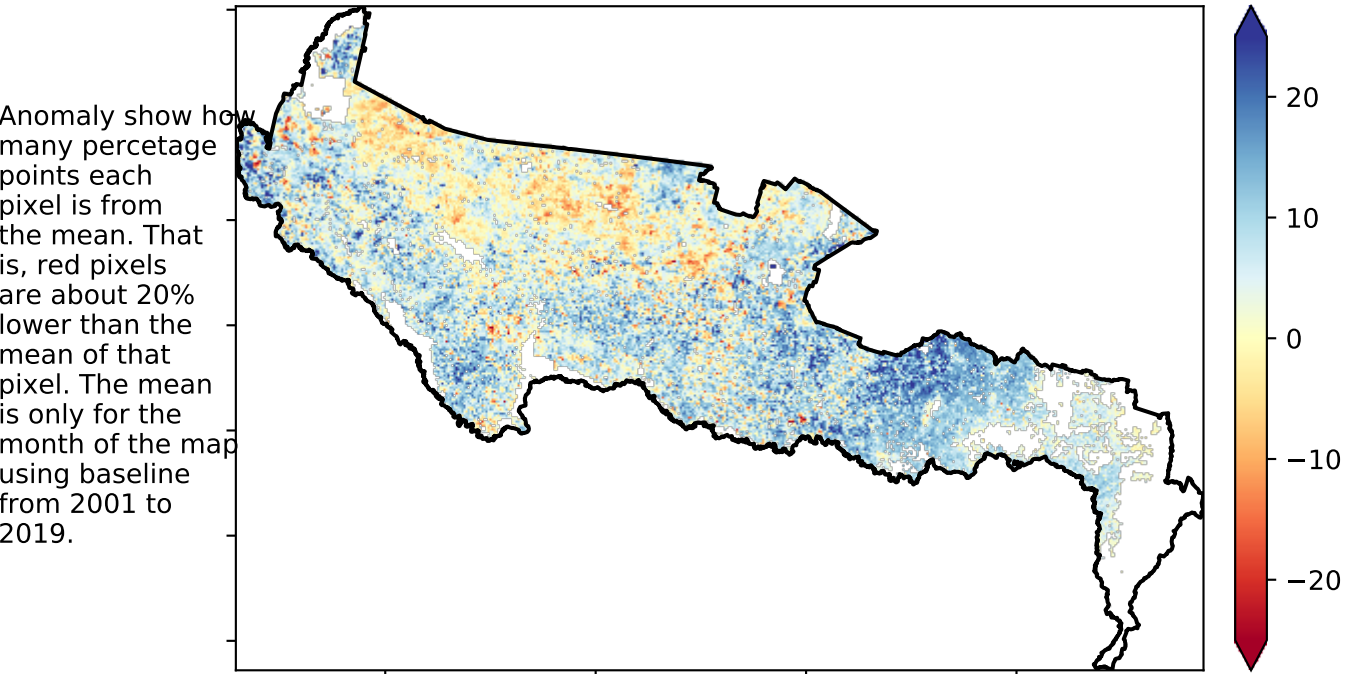 Anomaly show how
many percetage
points each
pixel is from
the mean. That
is, red pixels
are about 20%
lower than the
mean of that
pixel. The mean
is only for the
month of the map
using baseline
from 2001 to
2019.
20
10
0
−10
−20